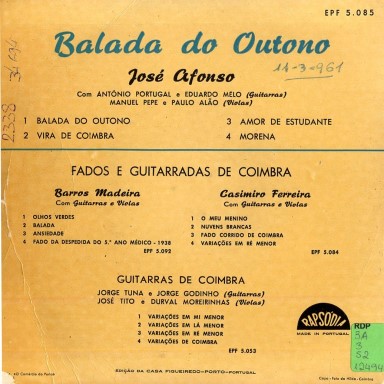 EPF 5.085
Balada do Outono
José Afonso
14-3-961
Com ANTÓNIO PORTUGAL e EDUARDO MELO (Guitarras)
MANUEL PEPE e PAULO ALÃO (Violas)
1 BALADA DO OUTONO
2 VIRA DE COIMBRA
3 AMOR DE ESTUDANTE
4 MORENA
FADOS E GUITARRADAS DE COIMBRA
Barros Madeira
Com Guitarras e Violas
1 OLHOS VERDES
2 BALADA
3 ANSIEDADE
4 FADO DA DESPEDIDA DO 5.º ANO MÉDICO - 1938
EPF 5.092
Casimiro Ferreira
Com Guitarras e Violas
1 O MEU MENINO
2 NUVENS BRANCAS
3 FADO CORRIDO DE COIMBRA
4 VARIAÇÕES EM RÉ MENOR
EPF 5.084
GUITARRAS DE COIMBRA
JORGE TUNA e JORGE GODINHO (Guitarras)
JOSÉ TITO e DURVAL MOREIRINHAS (Violas)
1 VARIAÇÕES EM MI MENOR
2 VARIAÇÕES EM LÁ MENOR
3 VARIAÇÕES EM RÉ MENOR
4 VARIAÇÕES DE COIMBRA
EPF 5.053
RAPSODIA
MADE IN PORTUGAL
RDP
3A
3
S2
12494
EDIÇÃO DA CASA FIGUEIREDO - PORTO - PORTUGAL